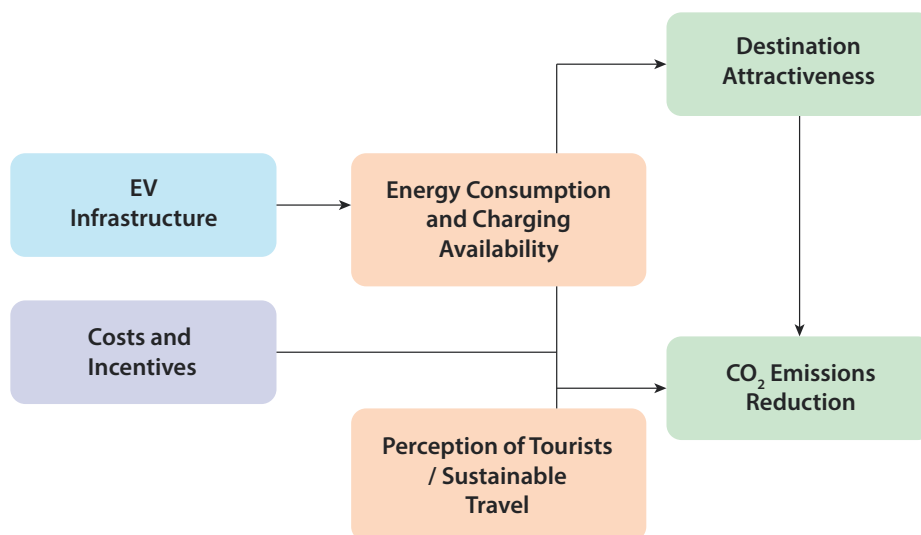 Destination
Attractiveness
EV
Infrastructure
Energy Consumption
and Charging
Availability
Costs and
Incentives
CO₂ Emissions
Reduction
Perception of Tourists
/ Sustainable
Travel